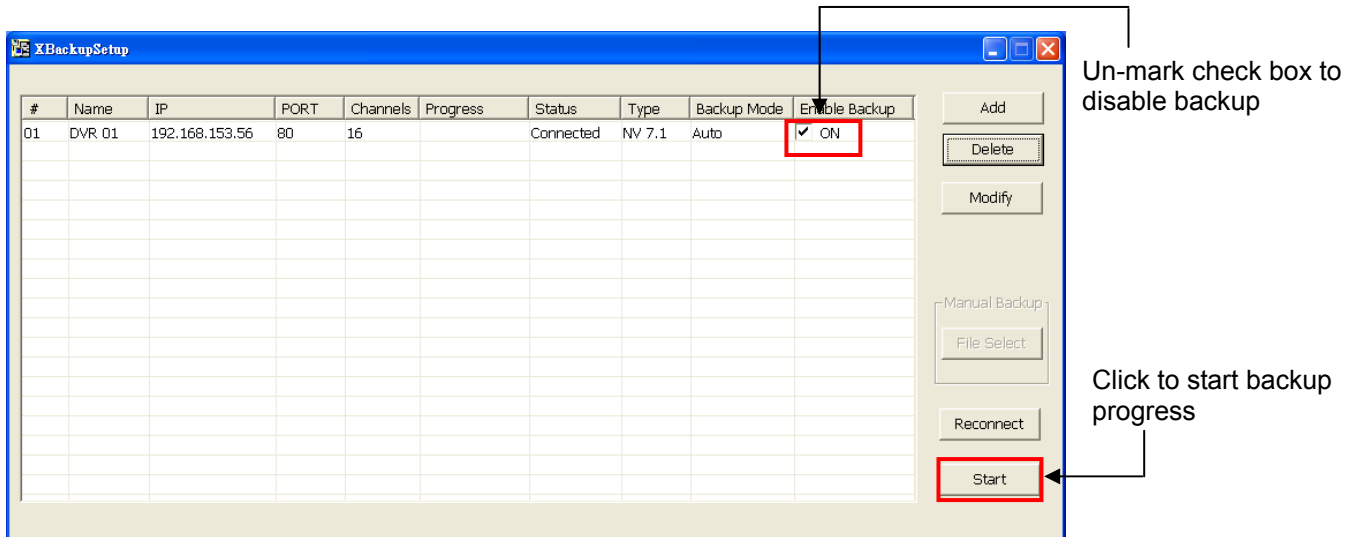 XBackupSetup
Un-mark check box to
disable backup
# Name IP PORT Channels Progress Status Type Backup Mode Enable Backup
01 DVR 01 192.168.153.56 80 16 Connected NV 7.1 Auto ON
Add
Delete
Modify
Manual Backup
File Select
Click to start backup
progress
Reconnect
Start